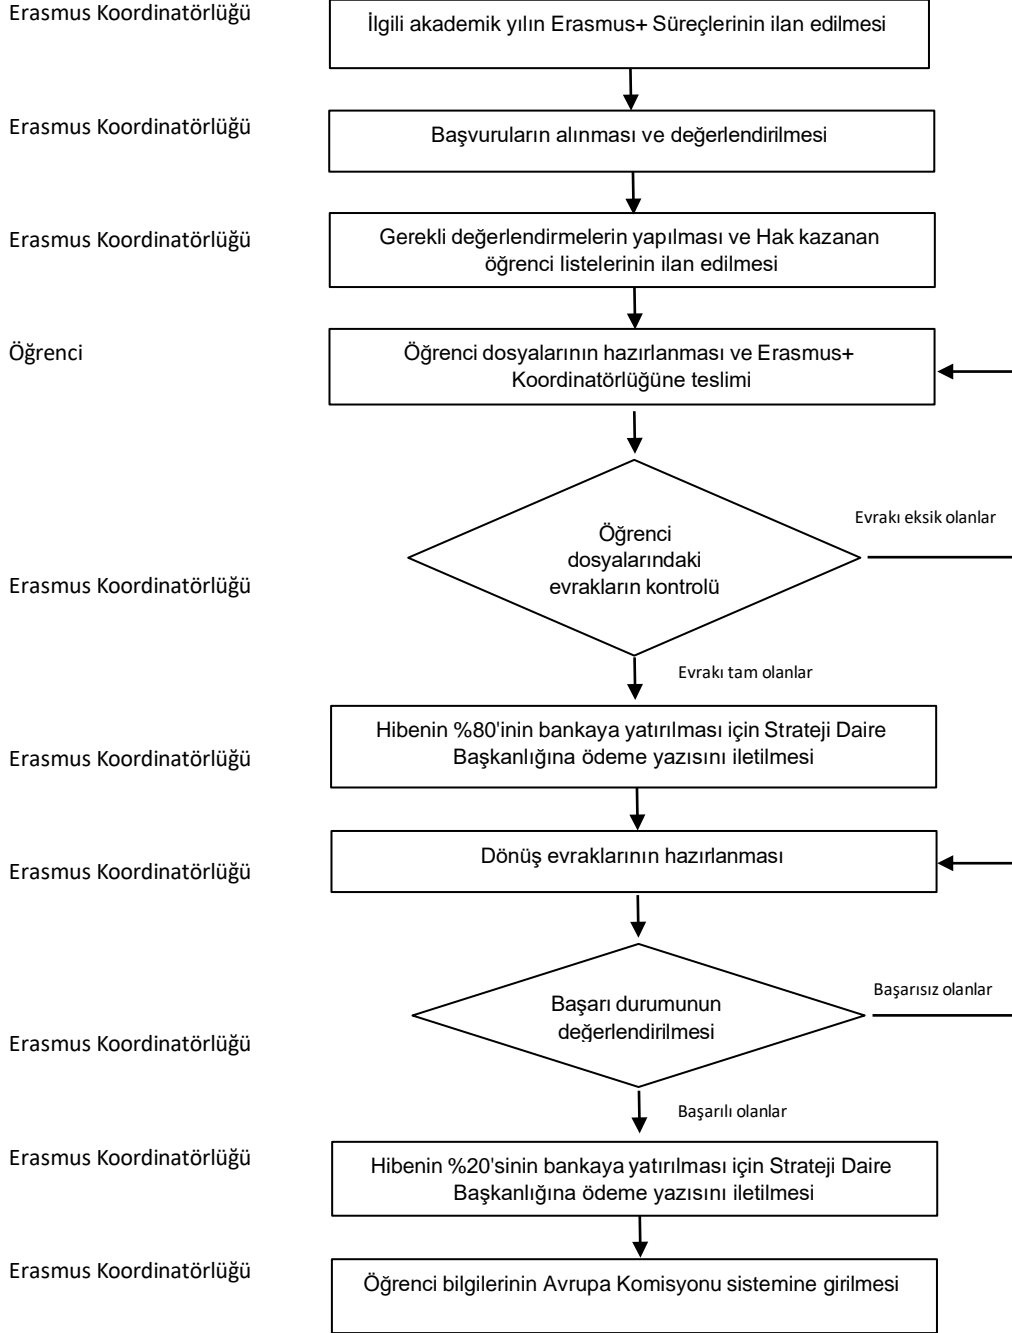 Erasmus Koordinatörlüğü
İlgili akademik yılın Erasmus+ Süreçlerinin ilan edilmesi
Erasmus Koordinatörlüğü
Başvuruların alınması ve değerlendirilmesi
Erasmus Koordinatörlüğü
Gerekli değerlendirmelerin yapılması ve Hak kazanan
öğrenci listelerinin ilan edilmesi
Öğrenci
Öğrenci dosyalarının hazırlanması ve Erasmus+
Koordinatörlüğüne teslimi
Evrakı eksik olanlar
Öğrenci
dosyalarındaki
evrakların kontrolü
Erasmus Koordinatörlüğü
Evrakı tam olanlar
Erasmus Koordinatörlüğü
Hibenin %80'inin bankaya yatırılması için Strateji Daire
Başkanlığına ödeme yazısını iletilmesi
Erasmus Koordinatörlüğü
Dönüş evraklarının hazırlanması
Başarısız olanlar
Başarı durumunun
değerlendirilmesi
Erasmus Koordinatörlüğü
Başarılı olanlar
Erasmus Koordinatörlüğü
Hibenin %20'sinin bankaya yatırılması için Strateji Daire
Başkanlığına ödeme yazısını iletilmesi
Erasmus Koordinatörlüğü
Öğrenci bilgilerinin Avrupa Komisyonu sistemine girilmesi